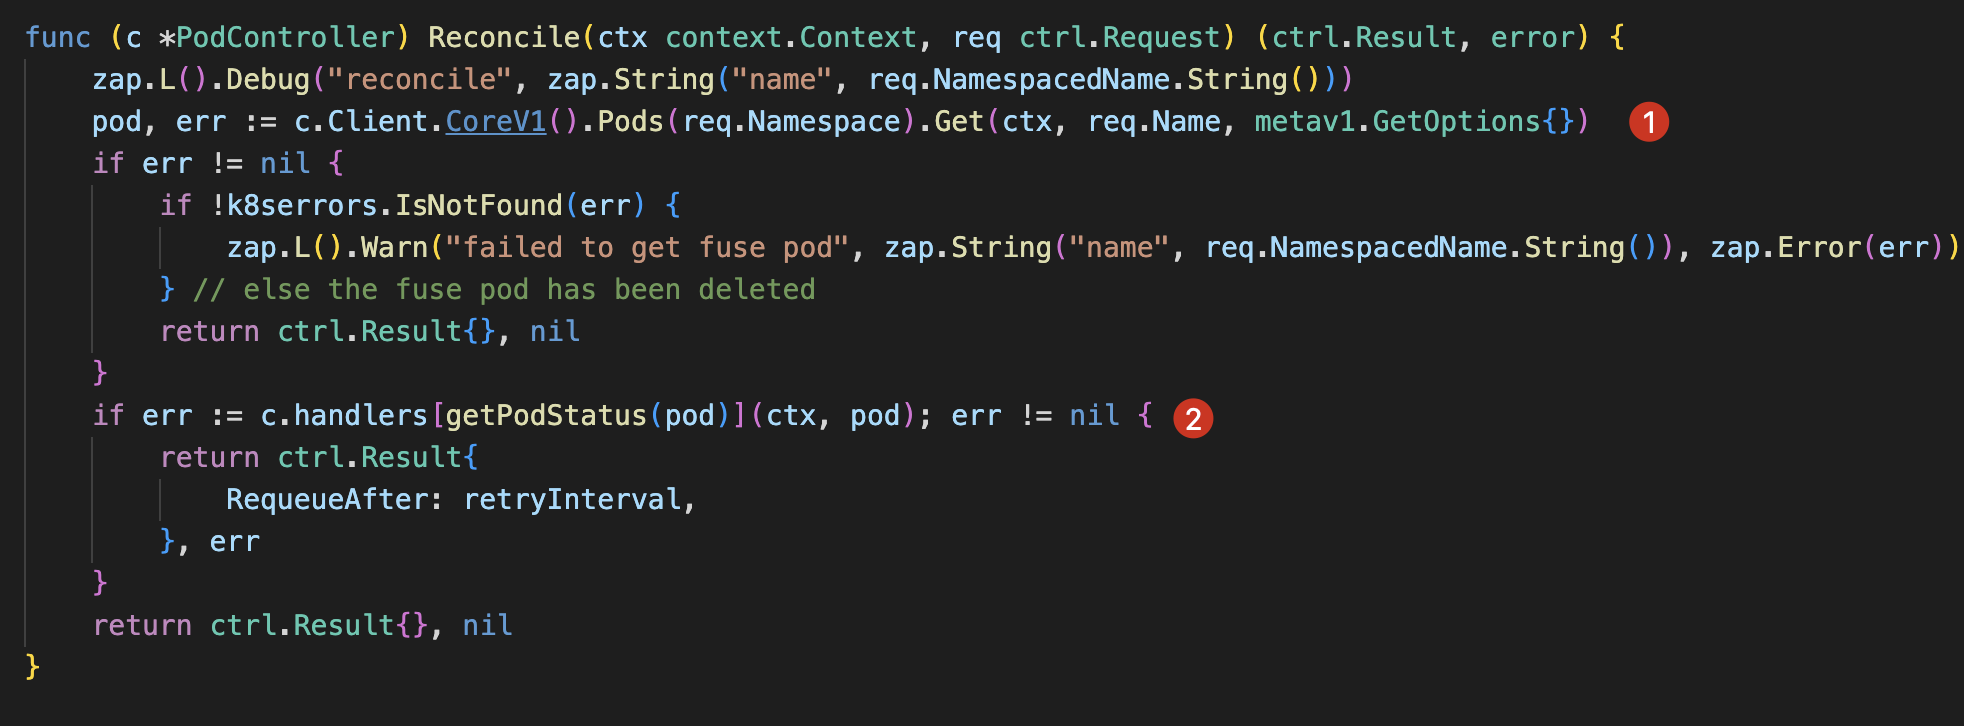 func (c *PodController) Reconcile(ctx context.Context, req ctrl.Request) (ctrl.Result, error) {
    zap.L().Debug("reconcile", zap.String("name", req.NamespacedName.String()))
    pod, err := c.Client.CoreV1().Pods(req.Namespace).Get(ctx, req.Name, metav1.GetOptions{}) 1
    if err != nil {
        if !k8serrors.IsNotFound(err) {
            zap.L().Warn("failed to get fuse pod", zap.String("name", req.NamespacedName.String()), zap.Error(err))
        } // else the fuse pod has been deleted
        return ctrl.Result{}, nil
    }
    if err := c.handlers[getPodStatus(pod)](ctx, pod); err != nil { 2
        return ctrl.Result{
            RequeueAfter: retryInterval,
        }, err
    }
    return ctrl.Result{}, nil
}